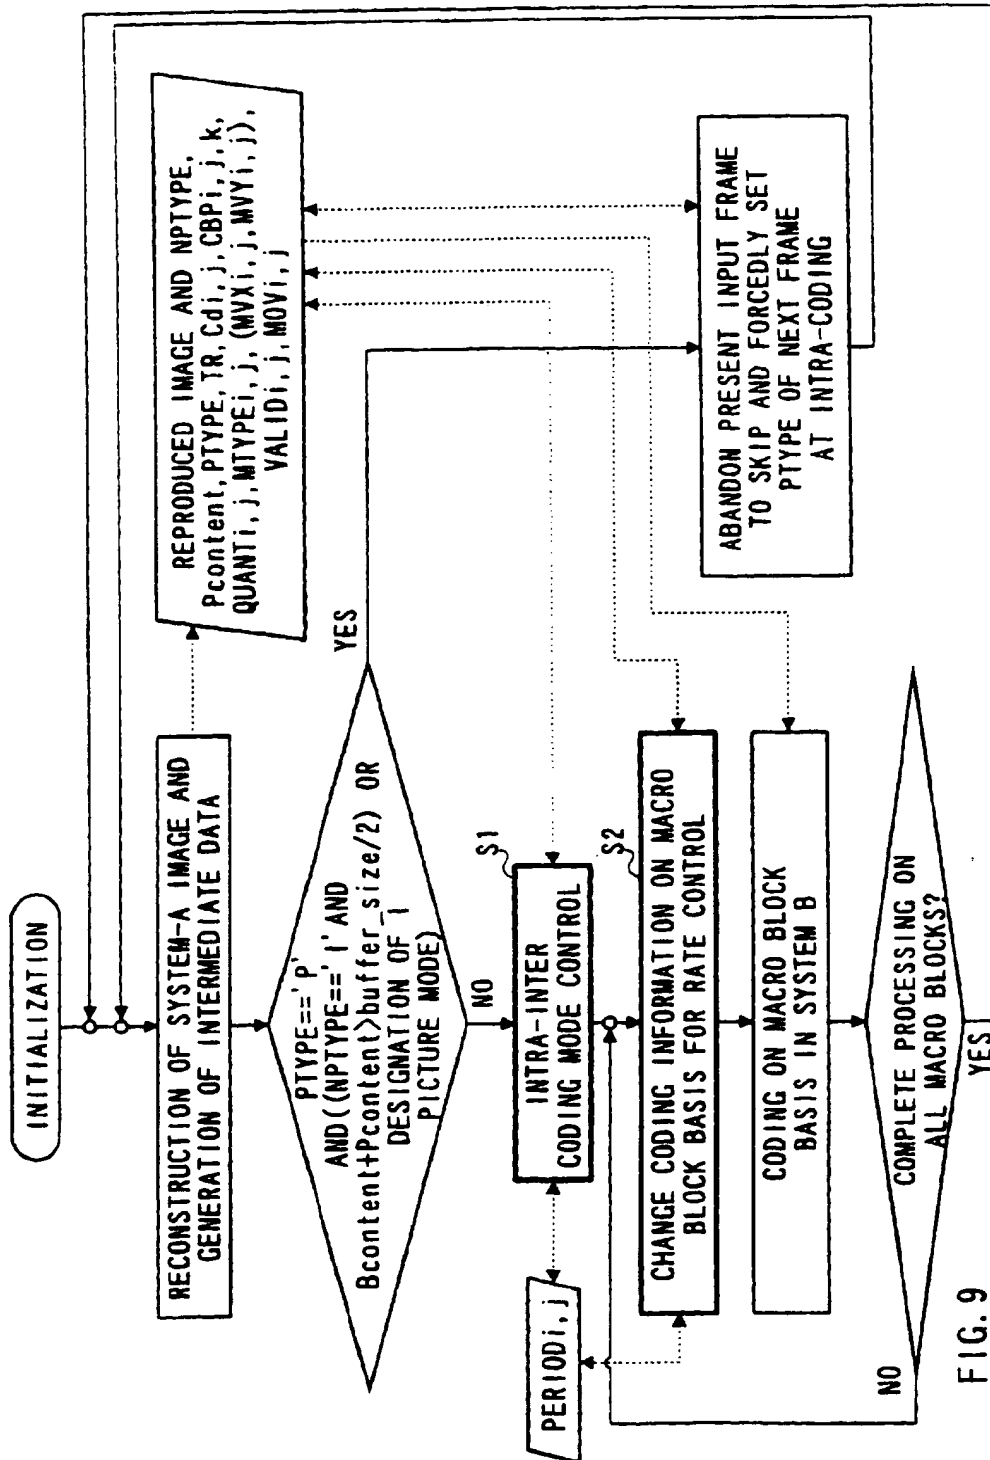 INITIALIZATION
RECONSTRUCTION OF SYSTEM-A IMAGE AND
GENERATION OF INTERMEDIATE DATA
REPRODUCED IMAGE AND NPTYPE,
Pcontent, PTYPE, TR, Cdi, j, CBPi, j, k,
QUANTi, j, MTYPEi, j, (MVXi, j, MVYi, j),
VALIDi, j, MOVi, j
PTYPE=='P'
AND((NPTYPE=='I' AND
Bcontent+Pcontent>buffer_size/2) OR
DESIGNATION OF I
PICTURE MODE)
YES
NO
ABANDON PRESENT INPUT FRAME
TO SKIP AND FORCEDLY SET
PTYPE OF NEXT FRAME
AT INTRA-CODING
S1
INTRA-INTER
CODING MODE CONTROL
PERIODi, j
S2
CHANGE CODING INFORMATION ON MACRO
BLOCK BASIS FOR RATE CONTROL
CODING ON MACRO BLOCK
BASIS IN SYSTEM B
COMPLETE PROCESSING ON
ALL MACRO BLOCKS?
NO
YES
FIG. 9